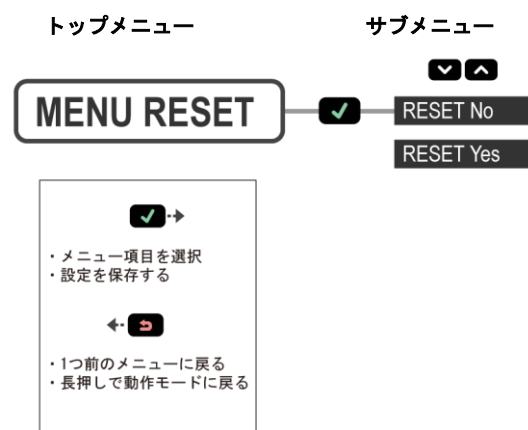 トップメニュー
サブメニュー
MENU RESET
RESET No
RESET Yes
・メニュー項目を選択
・設定を保存する
・1つ前のメニューに戻る
・長押しで動作モードに戻る